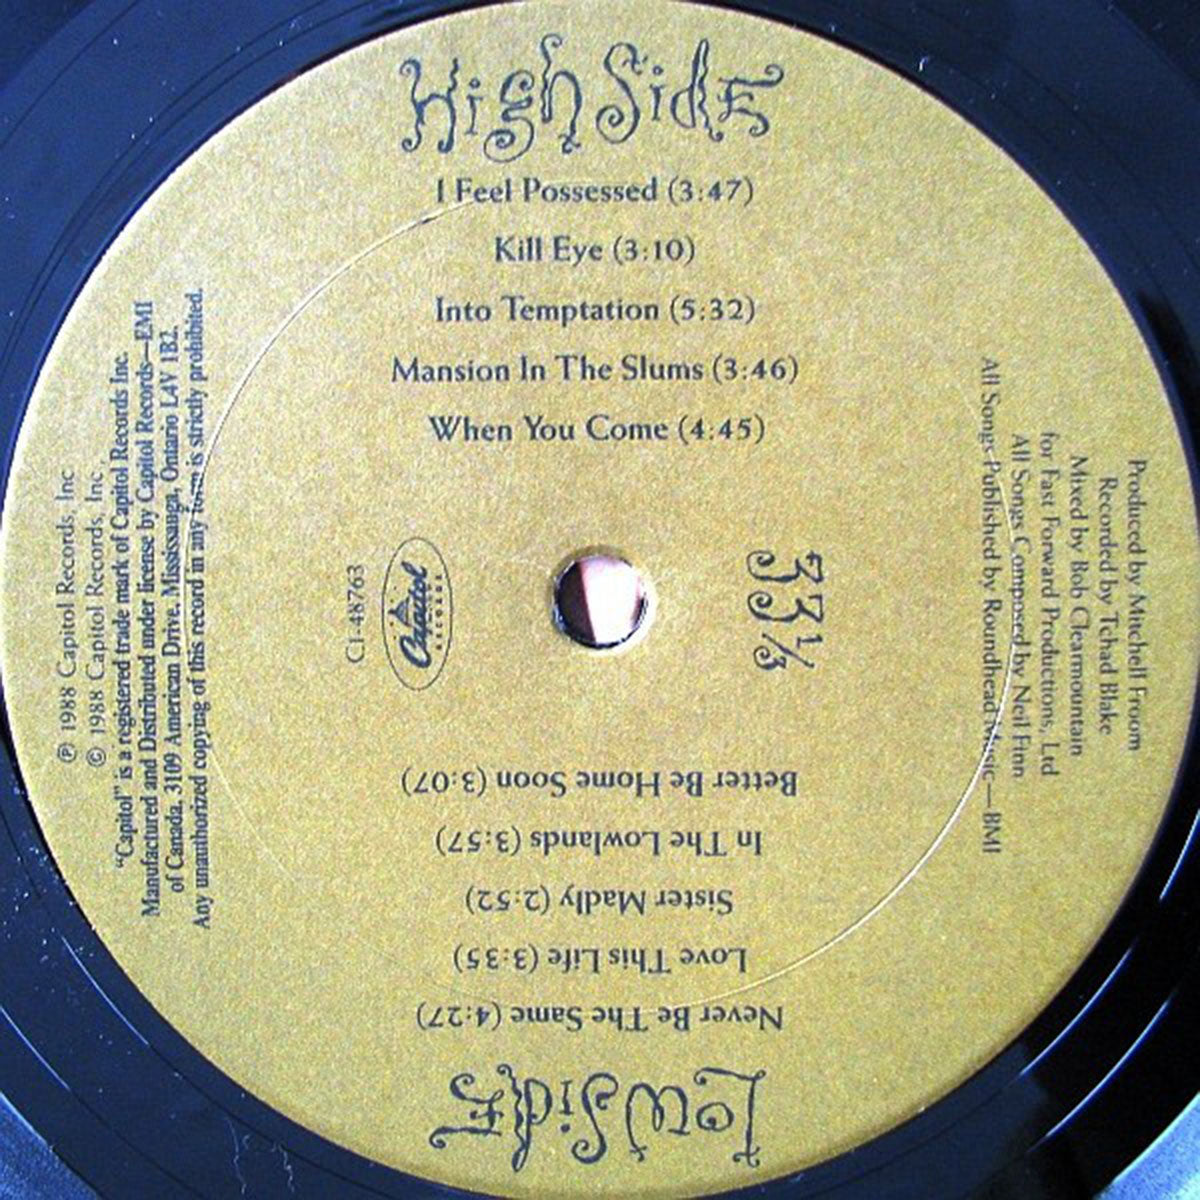 High Side
I Feel Possessed (3:47)
Kill Eye (3:10)
Into Temptation (5:32)
Mansion In The Slums (3:46)
When You Come (4:45)
33⅓
Capitol
RECORDS
C1-48763
Low Side
Never Be The Same (4:27)
Love This Life (3:35)
Sister Madly (2:52)
In The Lowlands (3:57)
Better Be Home Soon (3:07)
Ⓟ 1988 Capitol Records, Inc
© 1988 Capitol Records, Inc.
“Capitol” is a registered trade mark of Capitol Records Inc.
Manufactured and Distributed under license by Capitol Records—EMI
of Canada. 3109 American Drive. Mississauga, Ontario L4V 1B2.
Any unauthorized copying of this record in any form is strictly prohibited.
Produced by Mitchell Froom
Recorded by Tchad Blake
Mixed by Bob Clearmountain
for Fast Forward Productions, Ltd
All Songs Composed by Neil Finn
All Songs Published by Roundhead Music—BMI